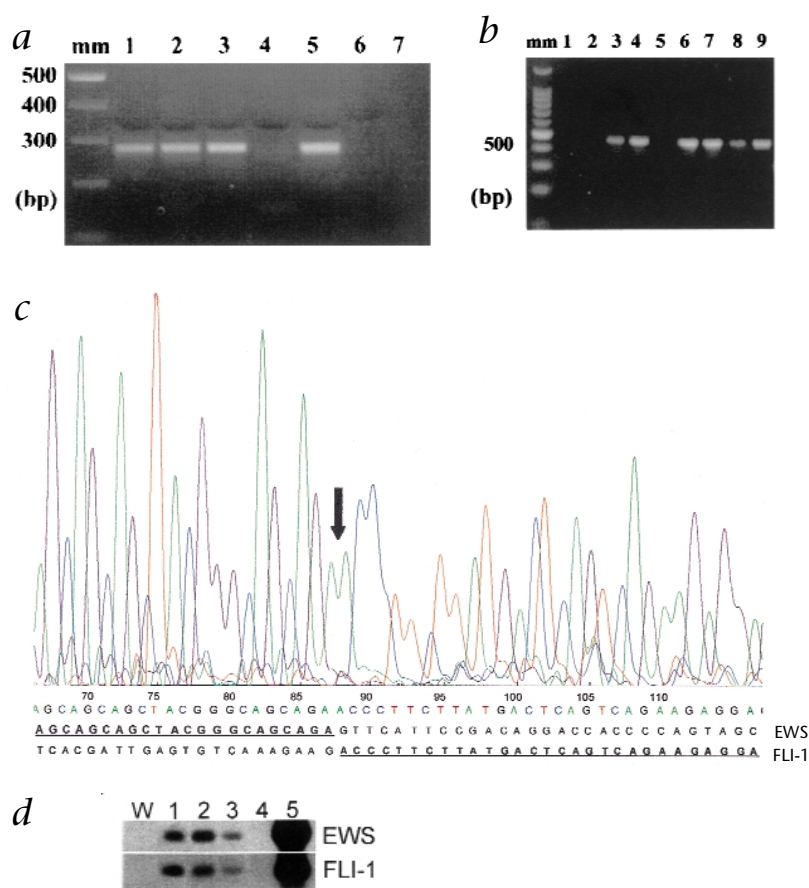 a
mm 1 2 3 4 5 6 7
500
400
300
(bp)
b
mm 1 2 3 4 5 6 7 8 9
500
(bp)
c
70 75 80 85 90 95 100 105 110
AGCAGCAGCTACGGGCAGCAGAACCCTTCTTATGACTCAGTCAGAAGAGGA
AGCAGCAGCTACGGGCAGCAGAGTTCATTCCGACAGGACCACCCCAGTAGC EWS
TCACGATTGAGTGTCAAAGAAGACCCTTCTTATGACTCAGTCAGAAGAGGA FLI-1
d
W 1 2 3 4 5
EWS
FLI-1